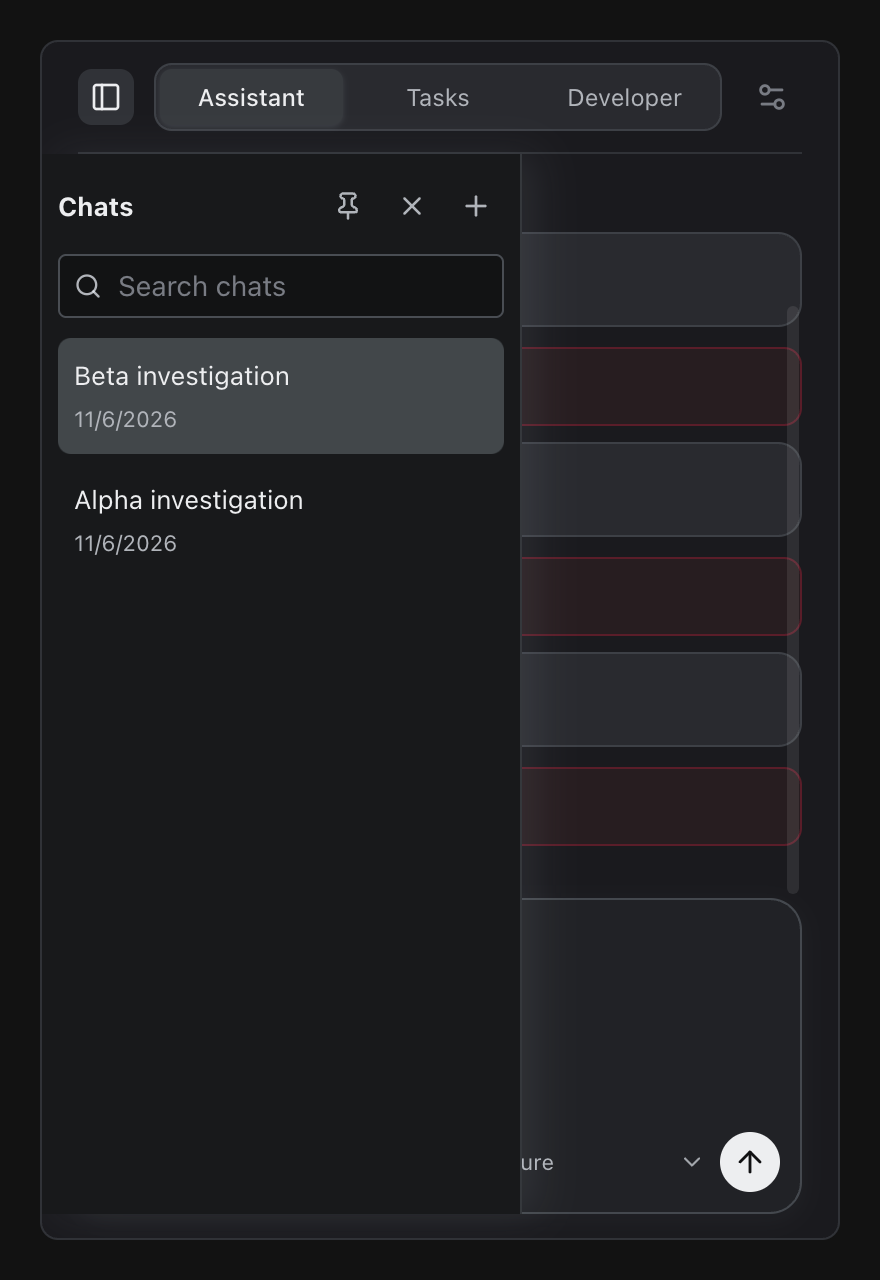 Assistant Tasks Developer
Chats
Search chats
Beta investigation
11/6/2026
Alpha investigation
11/6/2026
ure